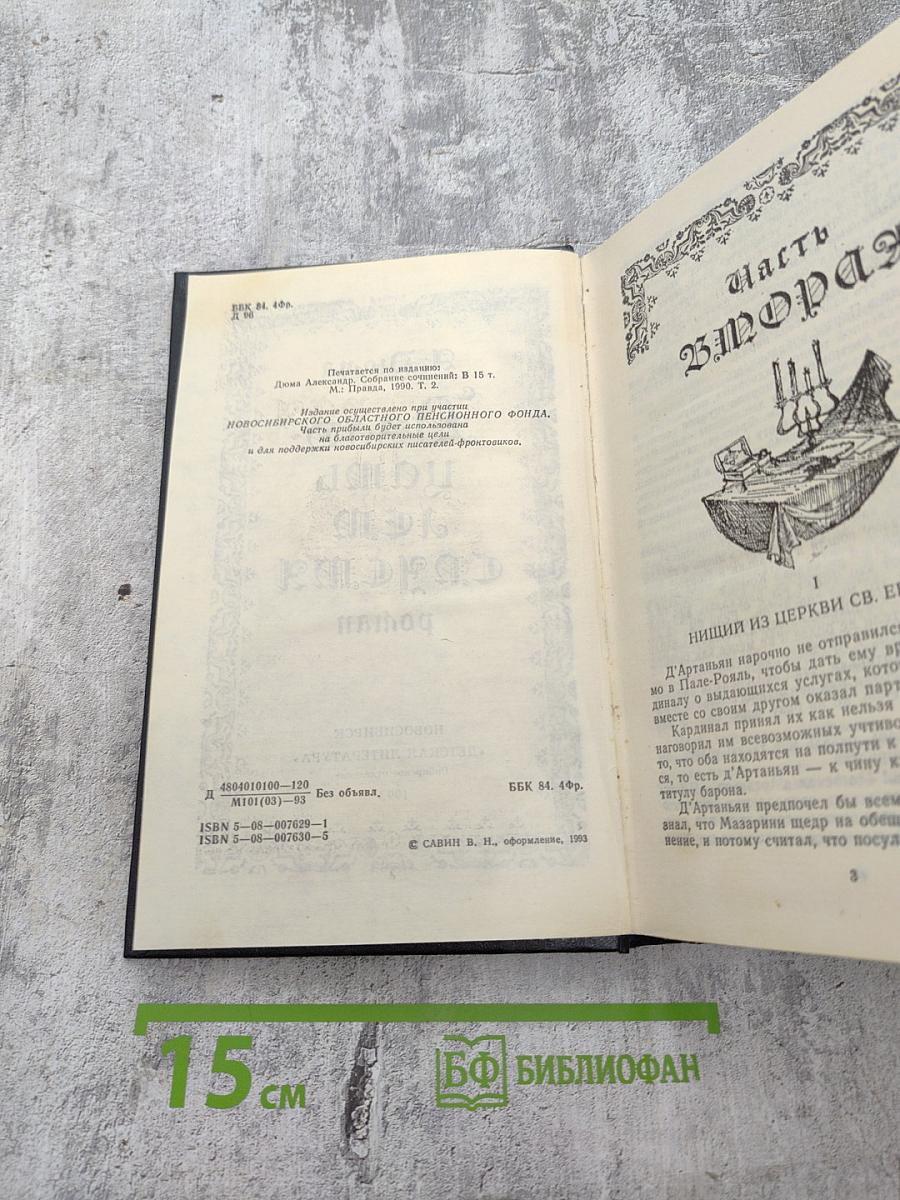 ББК 84. 4Фр.
Д 96
Печатается по изданию:
Дюма Александр. Собрание сочинений: В 15 т.
М.: Правда, 1990. Т. 2.
Издание осуществлено при участии
НОВОСИБИРСКОГО ОБЛАСТНОГО ПЕНСИОННОГО ФОНДА.
Часть прибыли будет использована
на благотворительные цели
и для поддержки новосибирских писателей-фронтовиков.
Д 4804010100—120
М101(03)—93
Без объявл.
ББК 84. 4Фр.
ISBN 5—08—007629—1
ISBN 5—08—007630—5
© САВИН В. Н., оформление, 1993
Часть
вторая
I
НИЩИЙ ИЗ ЦЕРКВИ СВ.
Д'Артаньян нарочно не отправился
мо в Пале-Рояль, чтобы дать ему
диналу о выдающихся услугах,
вместе со своим другом оказал
Кардинал принял их как нельзя
наговорил им всевозможных
то, что оба находятся на полпути к
ся, то есть д'Артаньян — к чину
титулу барона.
Д'Артаньян предпочел бы
знал, что Мазарини щедр на
нение, и потому считал, что
3
15 см
БФ БИБЛИОФАН